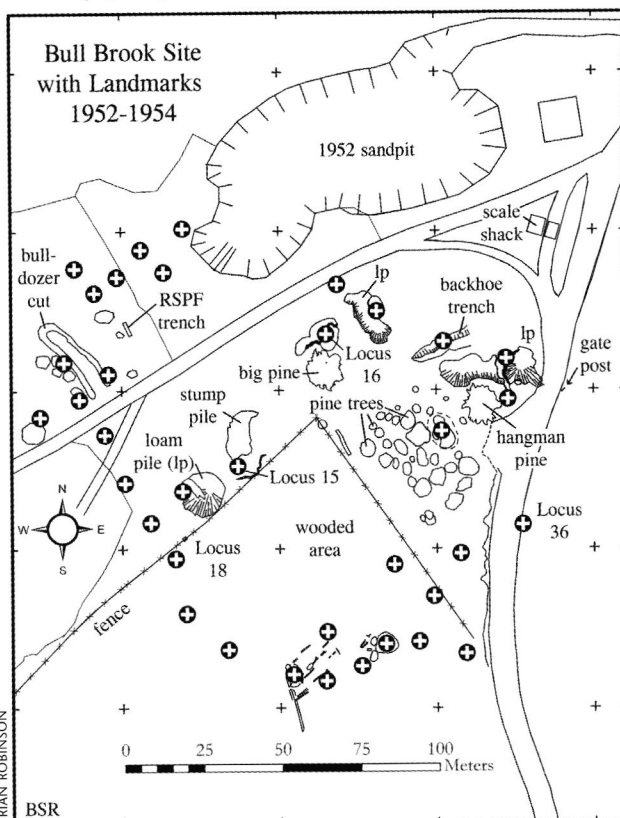 Bull Brook Site
with Landmarks
1952-1954
1952 sandpit
scale
shack
bull-
dozer
cut
RSPF
trench
lp
backhoe
trench
lp
gate
post
Locus
16
big pine
stump
pile
pine trees
hangman
pine
loam
pile (lp)
Locus 15
N
W
E
S
wooded
area
Locus
36
Locus
18
fence
0
25
50
75
100
Meters
BSR
RIAN ROBINSON